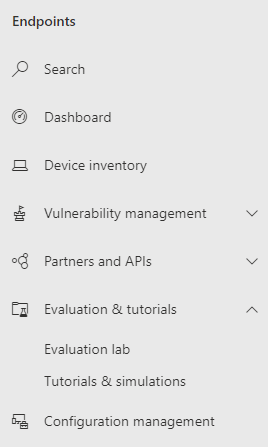 Endpoints
Search
Dashboard
Device inventory
Vulnerability management
Partners and APIs
Evaluation & tutorials
Evaluation lab
Tutorials & simulations
Configuration management